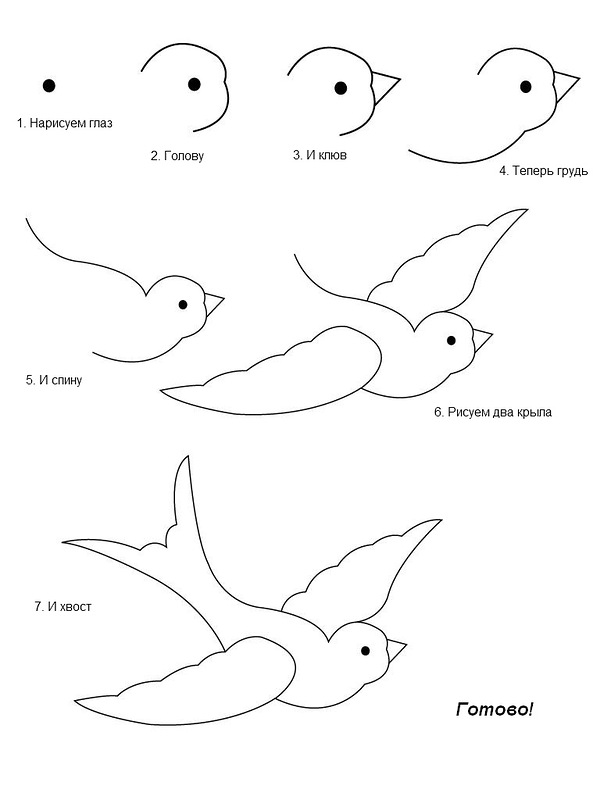 1. Нарисуем глаз
2. Голову
3. И клюв
4. Теперь грудь
5. И спину
6. Рисуем два крыла
7. И хвост
Готово!